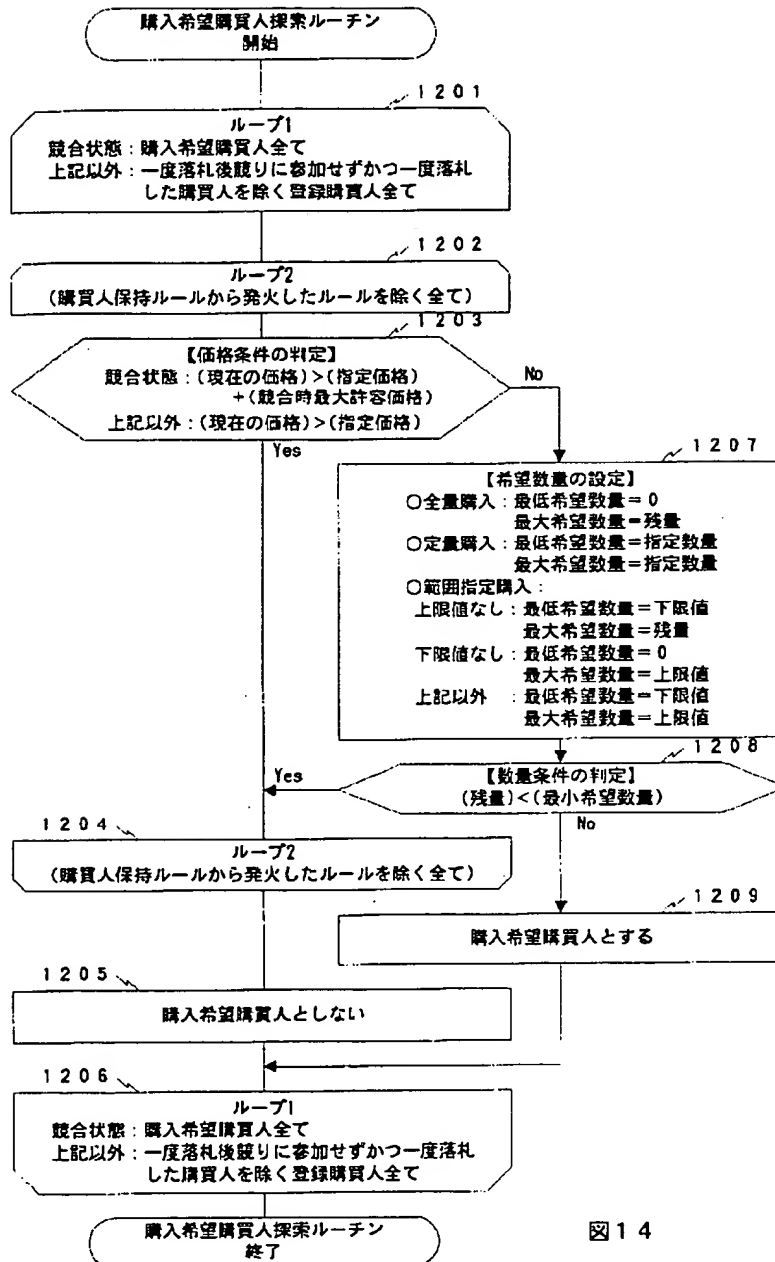 購入希望購買人探索ルーチン
開始
1201
ループ1
競合状態：購入希望購買人全て
上記以外：一度落札後競りに参加せずかつ一度落札
した購買人を除く登録購買人全て
1202
ループ2
(購買人保持ルールから発火したルールを除く全て)
1203
【価格条件の判定】
競合状態：(現在の価格)>(指定価格)
+(競合時最大許容価格)
上記以外：(現在の価格)>(指定価格)
No
Yes
1207
【希望数量の設定】
○全量購入：最低希望数量=0
最大希望数量=残量
○定量購入：最低希望数量=指定数量
最大希望数量=指定数量
○範囲指定購入：
上限値なし：最低希望数量=下限値
最大希望数量=残量
下限値なし：最低希望数量=0
最大希望数量=上限値
上記以外　：最低希望数量=下限値
最大希望数量=上限値
1208
【数量条件の判定】
(残量)<(最小希望数量)
Yes
No
1204
ループ2
(購買人保持ルールから発火したルールを除く全て)
1209
購入希望購買人とする
1205
購入希望購買人としない
1206
ループ1
競合状態：購入希望購買人全て
上記以外：一度落札後競りに参加せずかつ一度落札
した購買人を除く登録購買人全て
購入希望購買人探索ルーチン
終了
図14